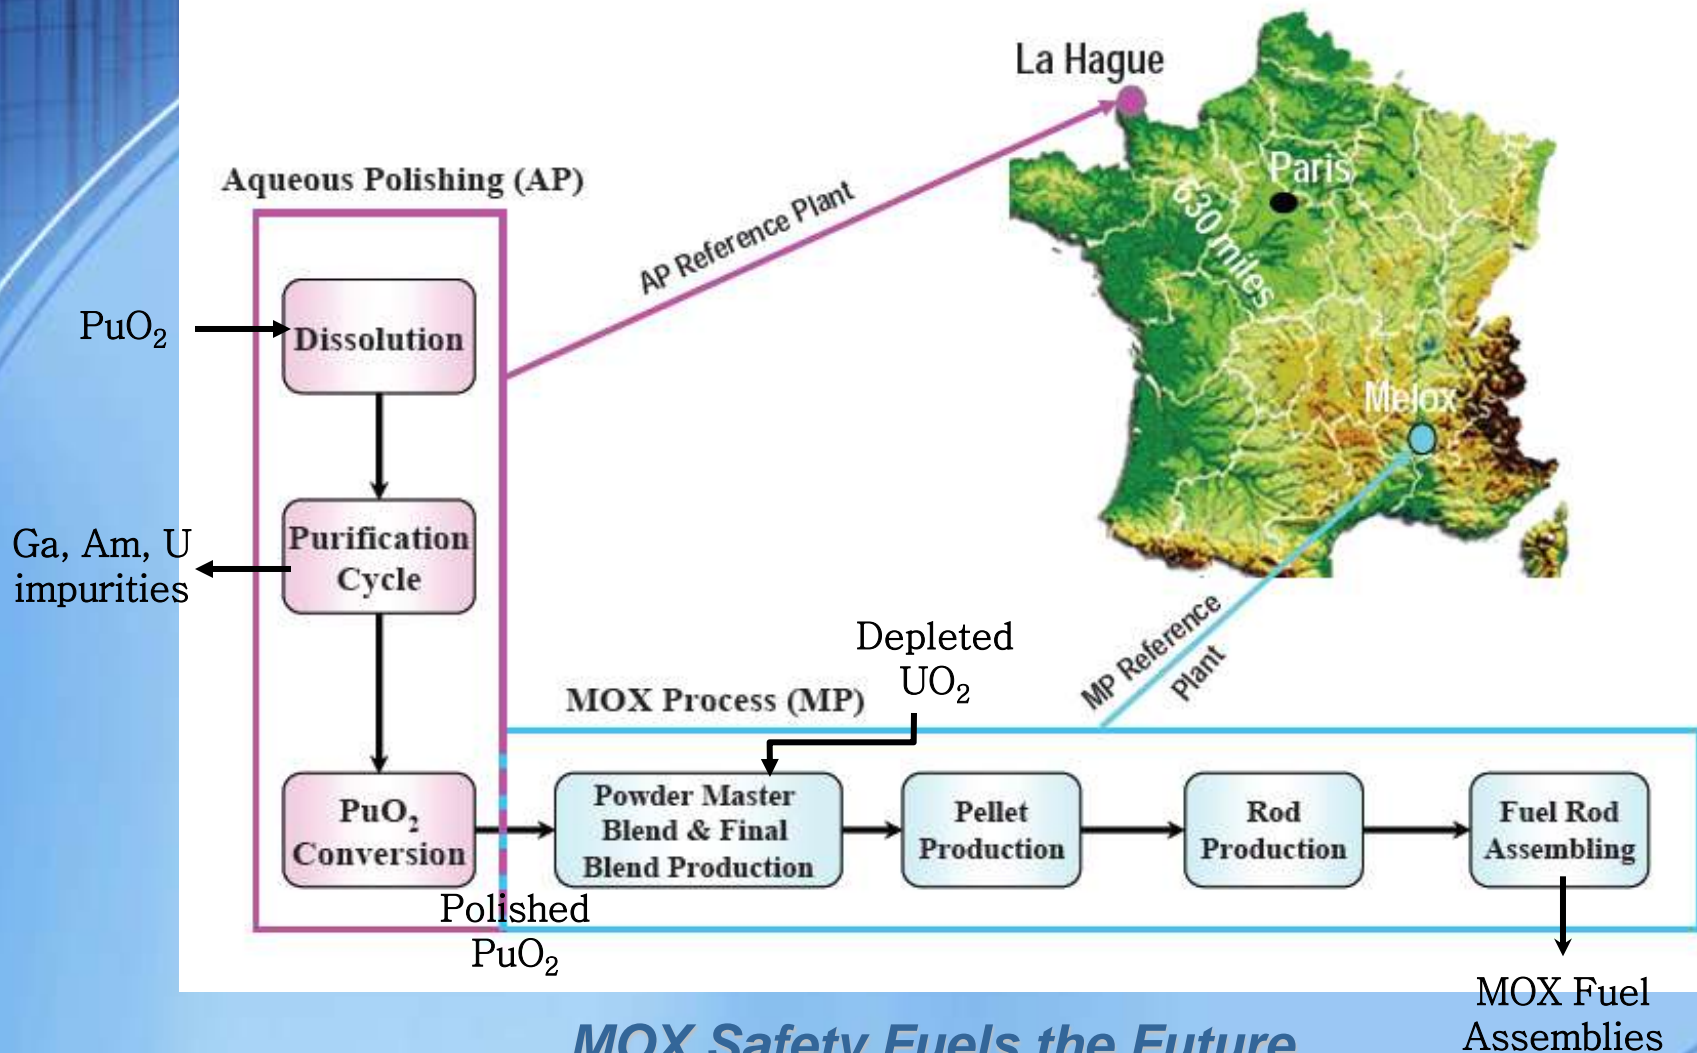 La Hague
Paris
630 miles
Melox
Aqueous Polishing (AP)
AP Reference Plant
PuO₂
Dissolution
Ga, Am, U
impurities
Purification
Cycle
Depleted
UO₂
MP Reference
Plant
MOX Process (MP)
PuO₂
Conversion
Powder Master
Blend & Final
Blend Production
Pellet
Production
Rod
Production
Fuel Rod
Assembling
Polished
PuO₂
MOX Fuel
Assemblies
MOX Safety Fuels the Future